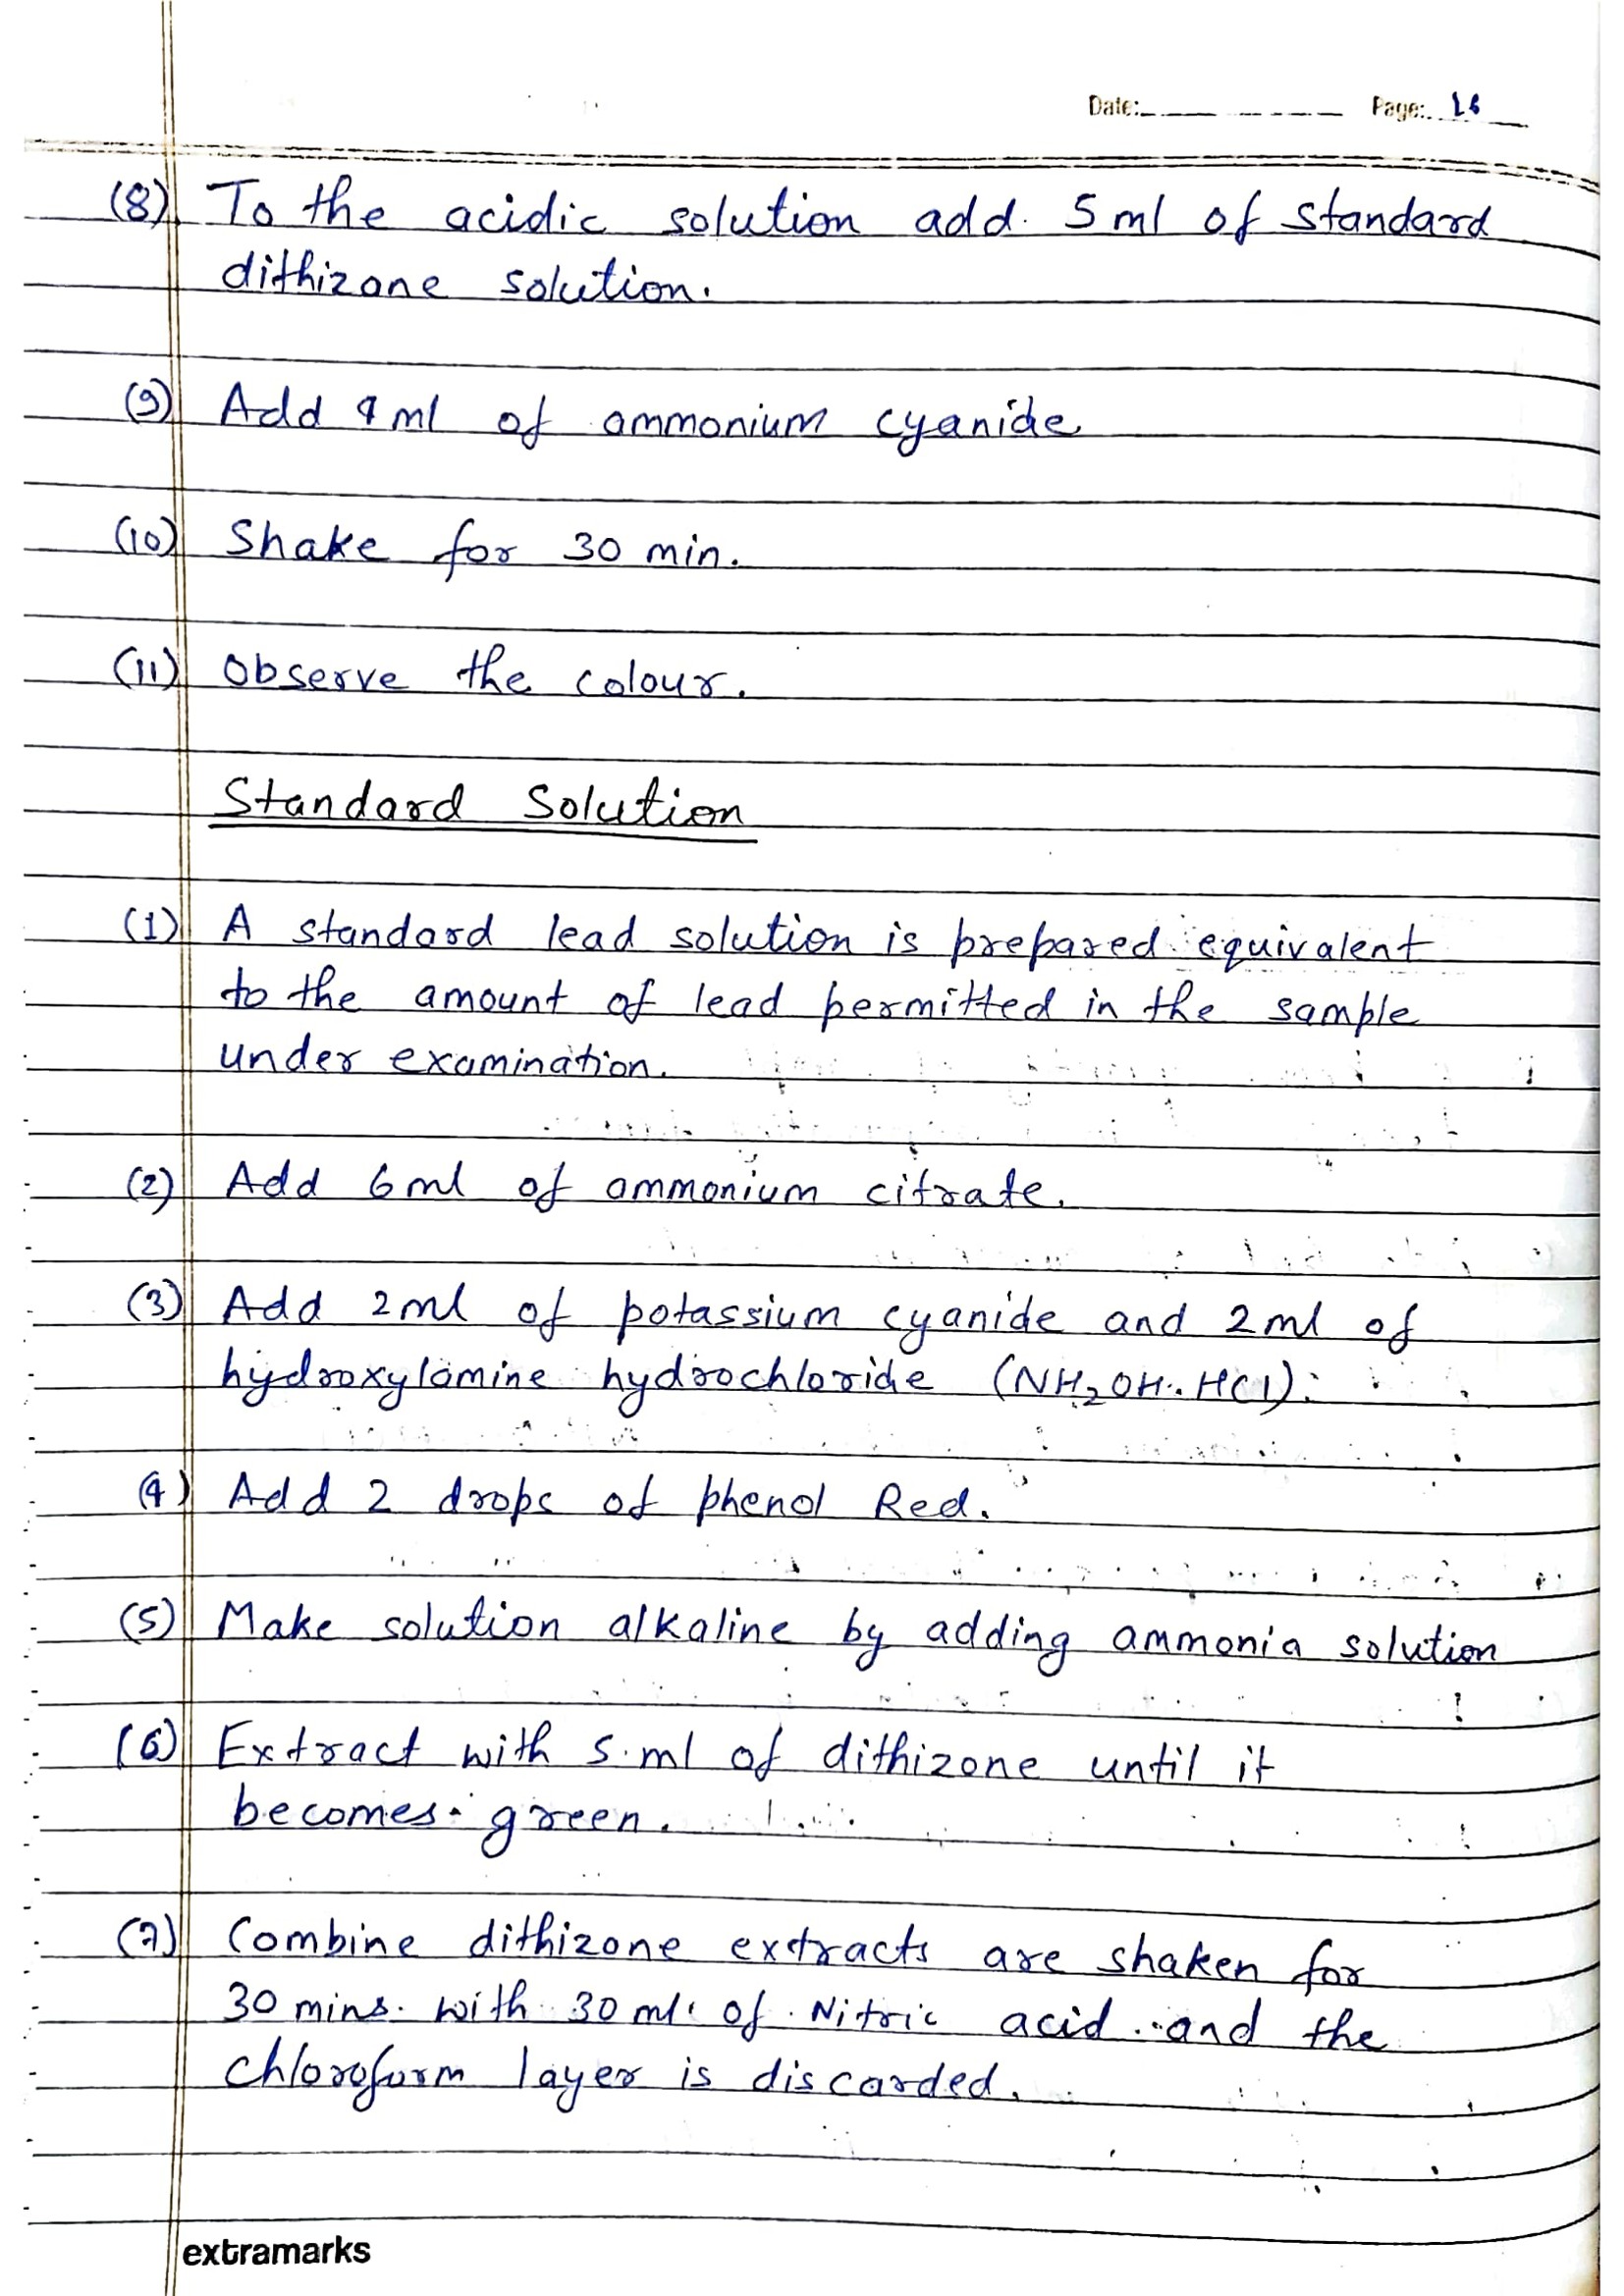 Date: Page: 16
(8) To the acidic solution add. 5 ml of standard
dithizone solution.
(9) Add 4 ml of ammonium cyanide
(10) Shake for 30 min.
(11) Observe the colour.
Standard Solution
(1) A standard lead solution is prepared equivalent
to the amount of lead permitted in the sample
under examination.
(2) Add 6 ml of ammonium citrate.
(3) Add 2 ml of potassium cyanide and 2 ml of
hydroxylamine hydrochloride (NH₂OH.HCl).
(4) Add 2 drops of phenol Red.
(5) Make solution alkaline by adding ammonia solution
(6) Extract with 5 ml of dithizone until it
becomes green.
(7) Combine dithizone extracts are shaken for
30 mins. with 30 ml of Nitric acid and the
chloroform layer is discarded.
extramarks